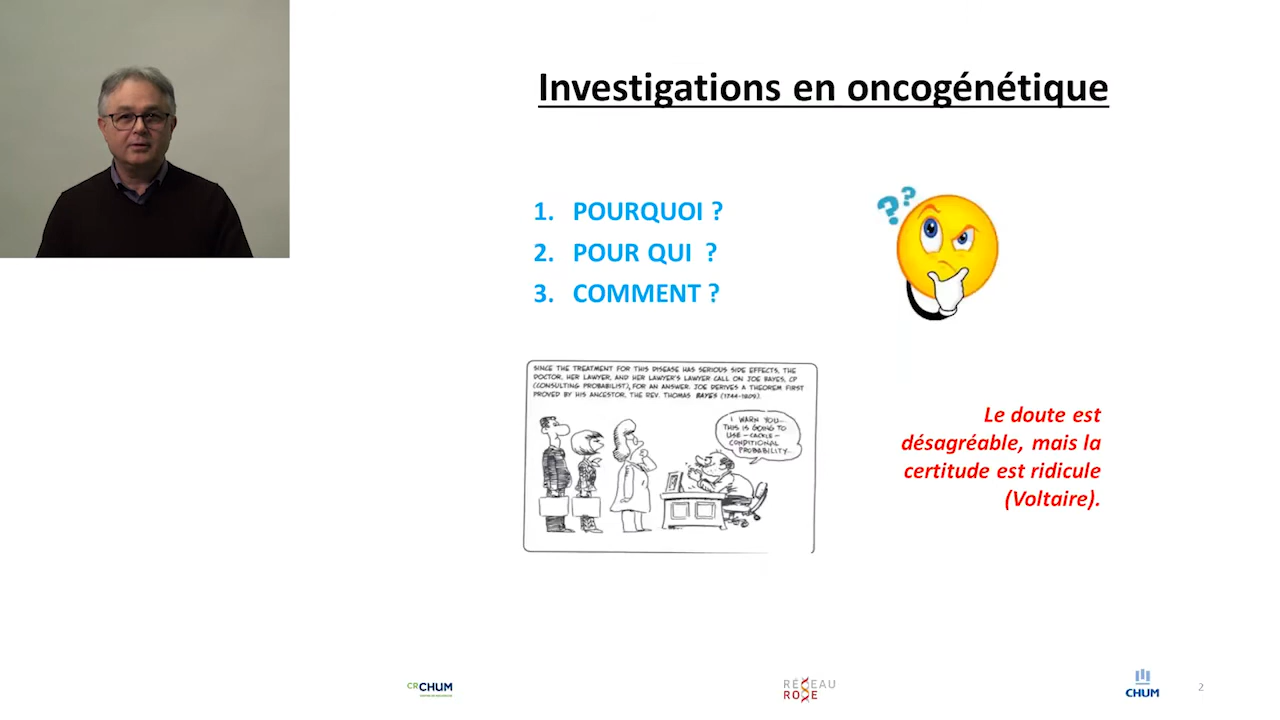 Investigations en oncogénétique
1. POURQUOI ?
2. POUR QUI ?
3. COMMENT ?
??
SINCE THE TREATMENT FOR THIS DISEASE HAS SERIOUS SIDE EFFECTS, THE
DOCTOR, HER LAWYER, AND HER LAWYER'S LAWYER CALL ON JOE BAYES, CP
(CONSULTING PROBABILIST), FOR AN ANSWER. JOE DERIVES A THEOREM FIRST
PROVED BY HIS ANCESTOR, THE REV. THOMAS BAYES (1744-1809).
I WARN YOU...
THIS IS GOING TO
USE - CACKLE -
CONDITIONAL
PROBABILITY...
Le doute est
désagréable, mais la
certitude est ridicule
(Voltaire).
CRCHUM
RÉSEAU
ROSE
CHUM
2